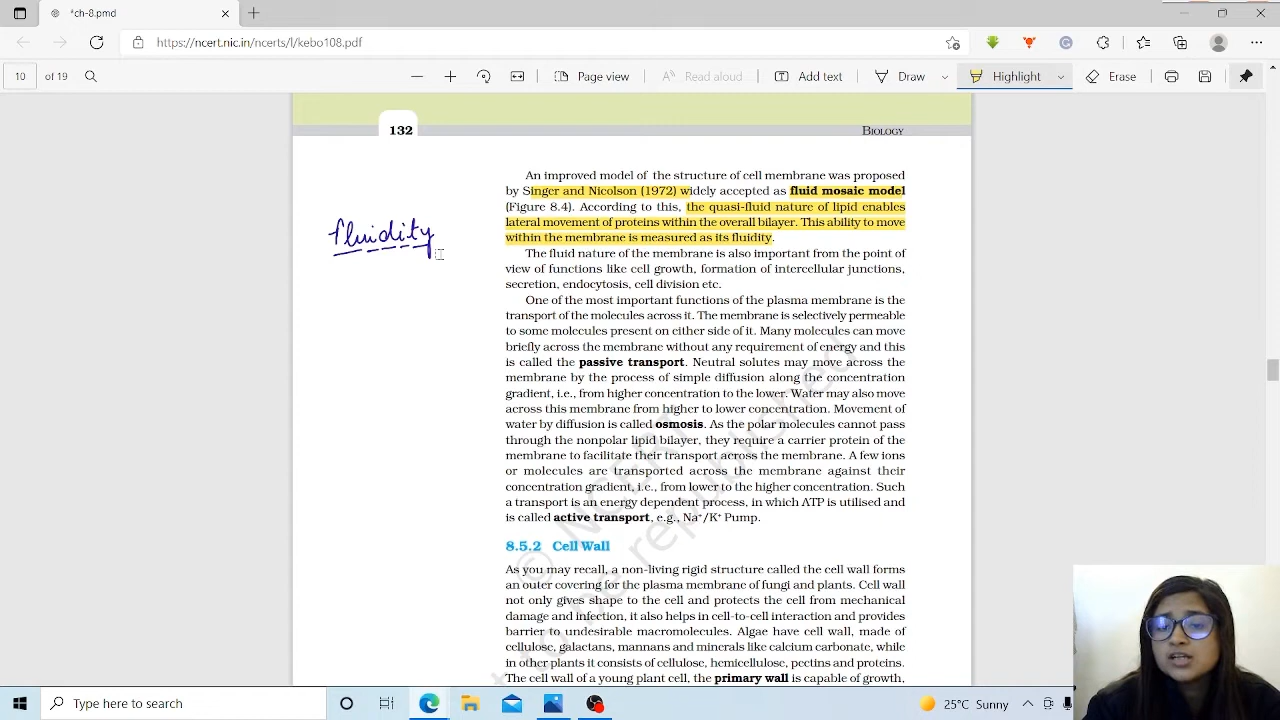 *ch-8.pmd
https://ncert.nic.in/ncerts/l/kebo108.pdf
10 of 19
Page view
Read aloud
Add text
Draw
Highlight
Erase
132
BIOLOGY
An improved model of the structure of cell membrane was proposed
by Singer and Nicolson (1972) widely accepted as fluid mosaic model
(Figure 8.4). According to this, the quasi-fluid nature of lipid enables
lateral movement of proteins within the overall bilayer. This ability to move
within the membrane is measured as its fluidity.
fluidity
The fluid nature of the membrane is also important from the point of
view of functions like cell growth, formation of intercellular junctions,
secretion, endocytosis, cell division etc.
One of the most important functions of the plasma membrane is the
transport of the molecules across it. The membrane is selectively permeable
to some molecules present on either side of it. Many molecules can move
briefly across the membrane without any requirement of energy and this
is called the passive transport. Neutral solutes may move across the
membrane by the process of simple diffusion along the concentration
gradient, i.e., from higher concentration to the lower. Water may also move
across this membrane from higher to lower concentration. Movement of
water by diffusion is called osmosis. As the polar molecules cannot pass
through the nonpolar lipid bilayer, they require a carrier protein of the
membrane to facilitate their transport across the membrane. A few ions
or molecules are transported across the membrane against their
concentration gradient, i.e., from lower to the higher concentration. Such
a transport is an energy dependent process, in which ATP is utilised and
is called active transport, e.g., Na⁺/K⁺ Pump.
8.5.2 Cell Wall
As you may recall, a non-living rigid structure called the cell wall forms
an outer covering for the plasma membrane of fungi and plants. Cell wall
not only gives shape to the cell and protects the cell from mechanical
damage and infection, it also helps in cell-to-cell interaction and provides
barrier to undesirable macromolecules. Algae have cell wall, made of
cellulose, galactans, mannans and minerals like calcium carbonate, while
in other plants it consists of cellulose, hemicellulose, pectins and proteins.
The cell wall of a young plant cell, the primary wall is capable of growth,
© NCERT
not to be republished
Type here to search
25°C Sunny